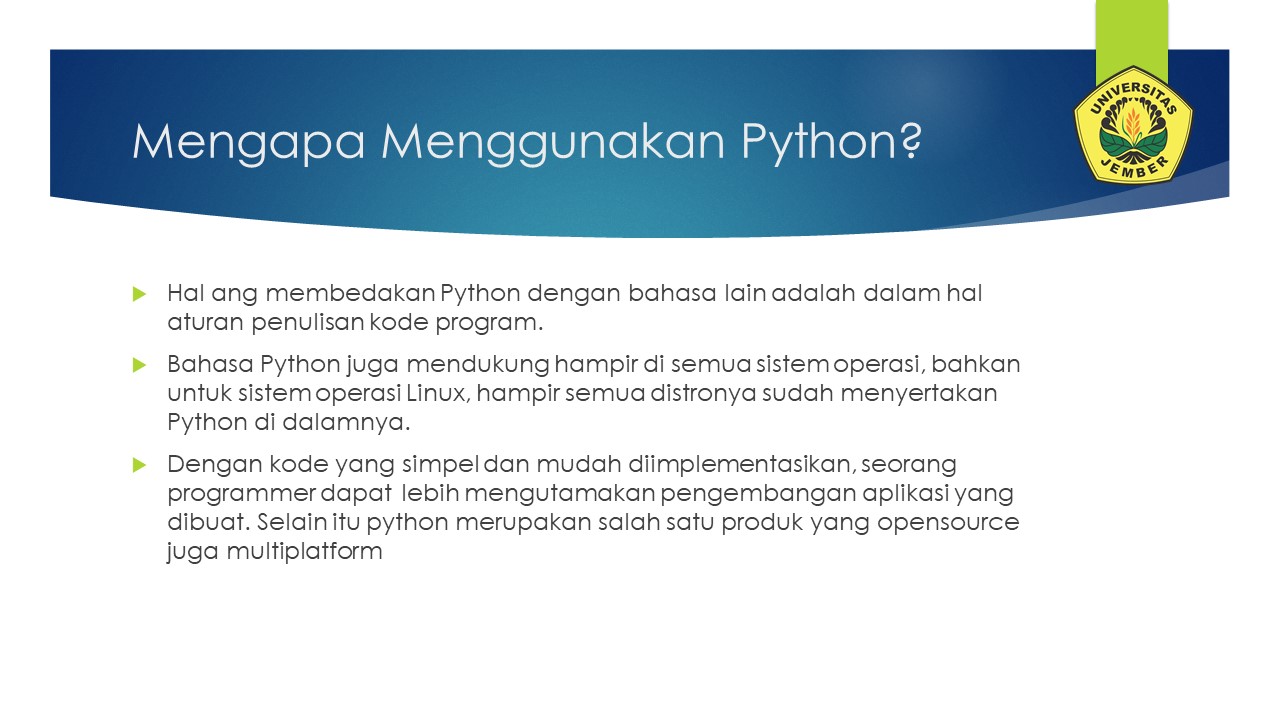 Mengapa Menggunakan Python?
UNIVERSITAS
JEMBER
Hal ang membedakan Python dengan bahasa lain adalah dalam hal
aturan penulisan kode program.
Bahasa Python juga mendukung hampir di semua sistem operasi, bahkan
untuk sistem operasi Linux, hampir semua distronya sudah menyertakan
Python di dalamnya.
Dengan kode yang simpel dan mudah diimplementasikan, seorang
programmer dapat lebih mengutamakan pengembangan aplikasi yang
dibuat. Selain itu python merupakan salah satu produk yang opensource
juga multiplatform